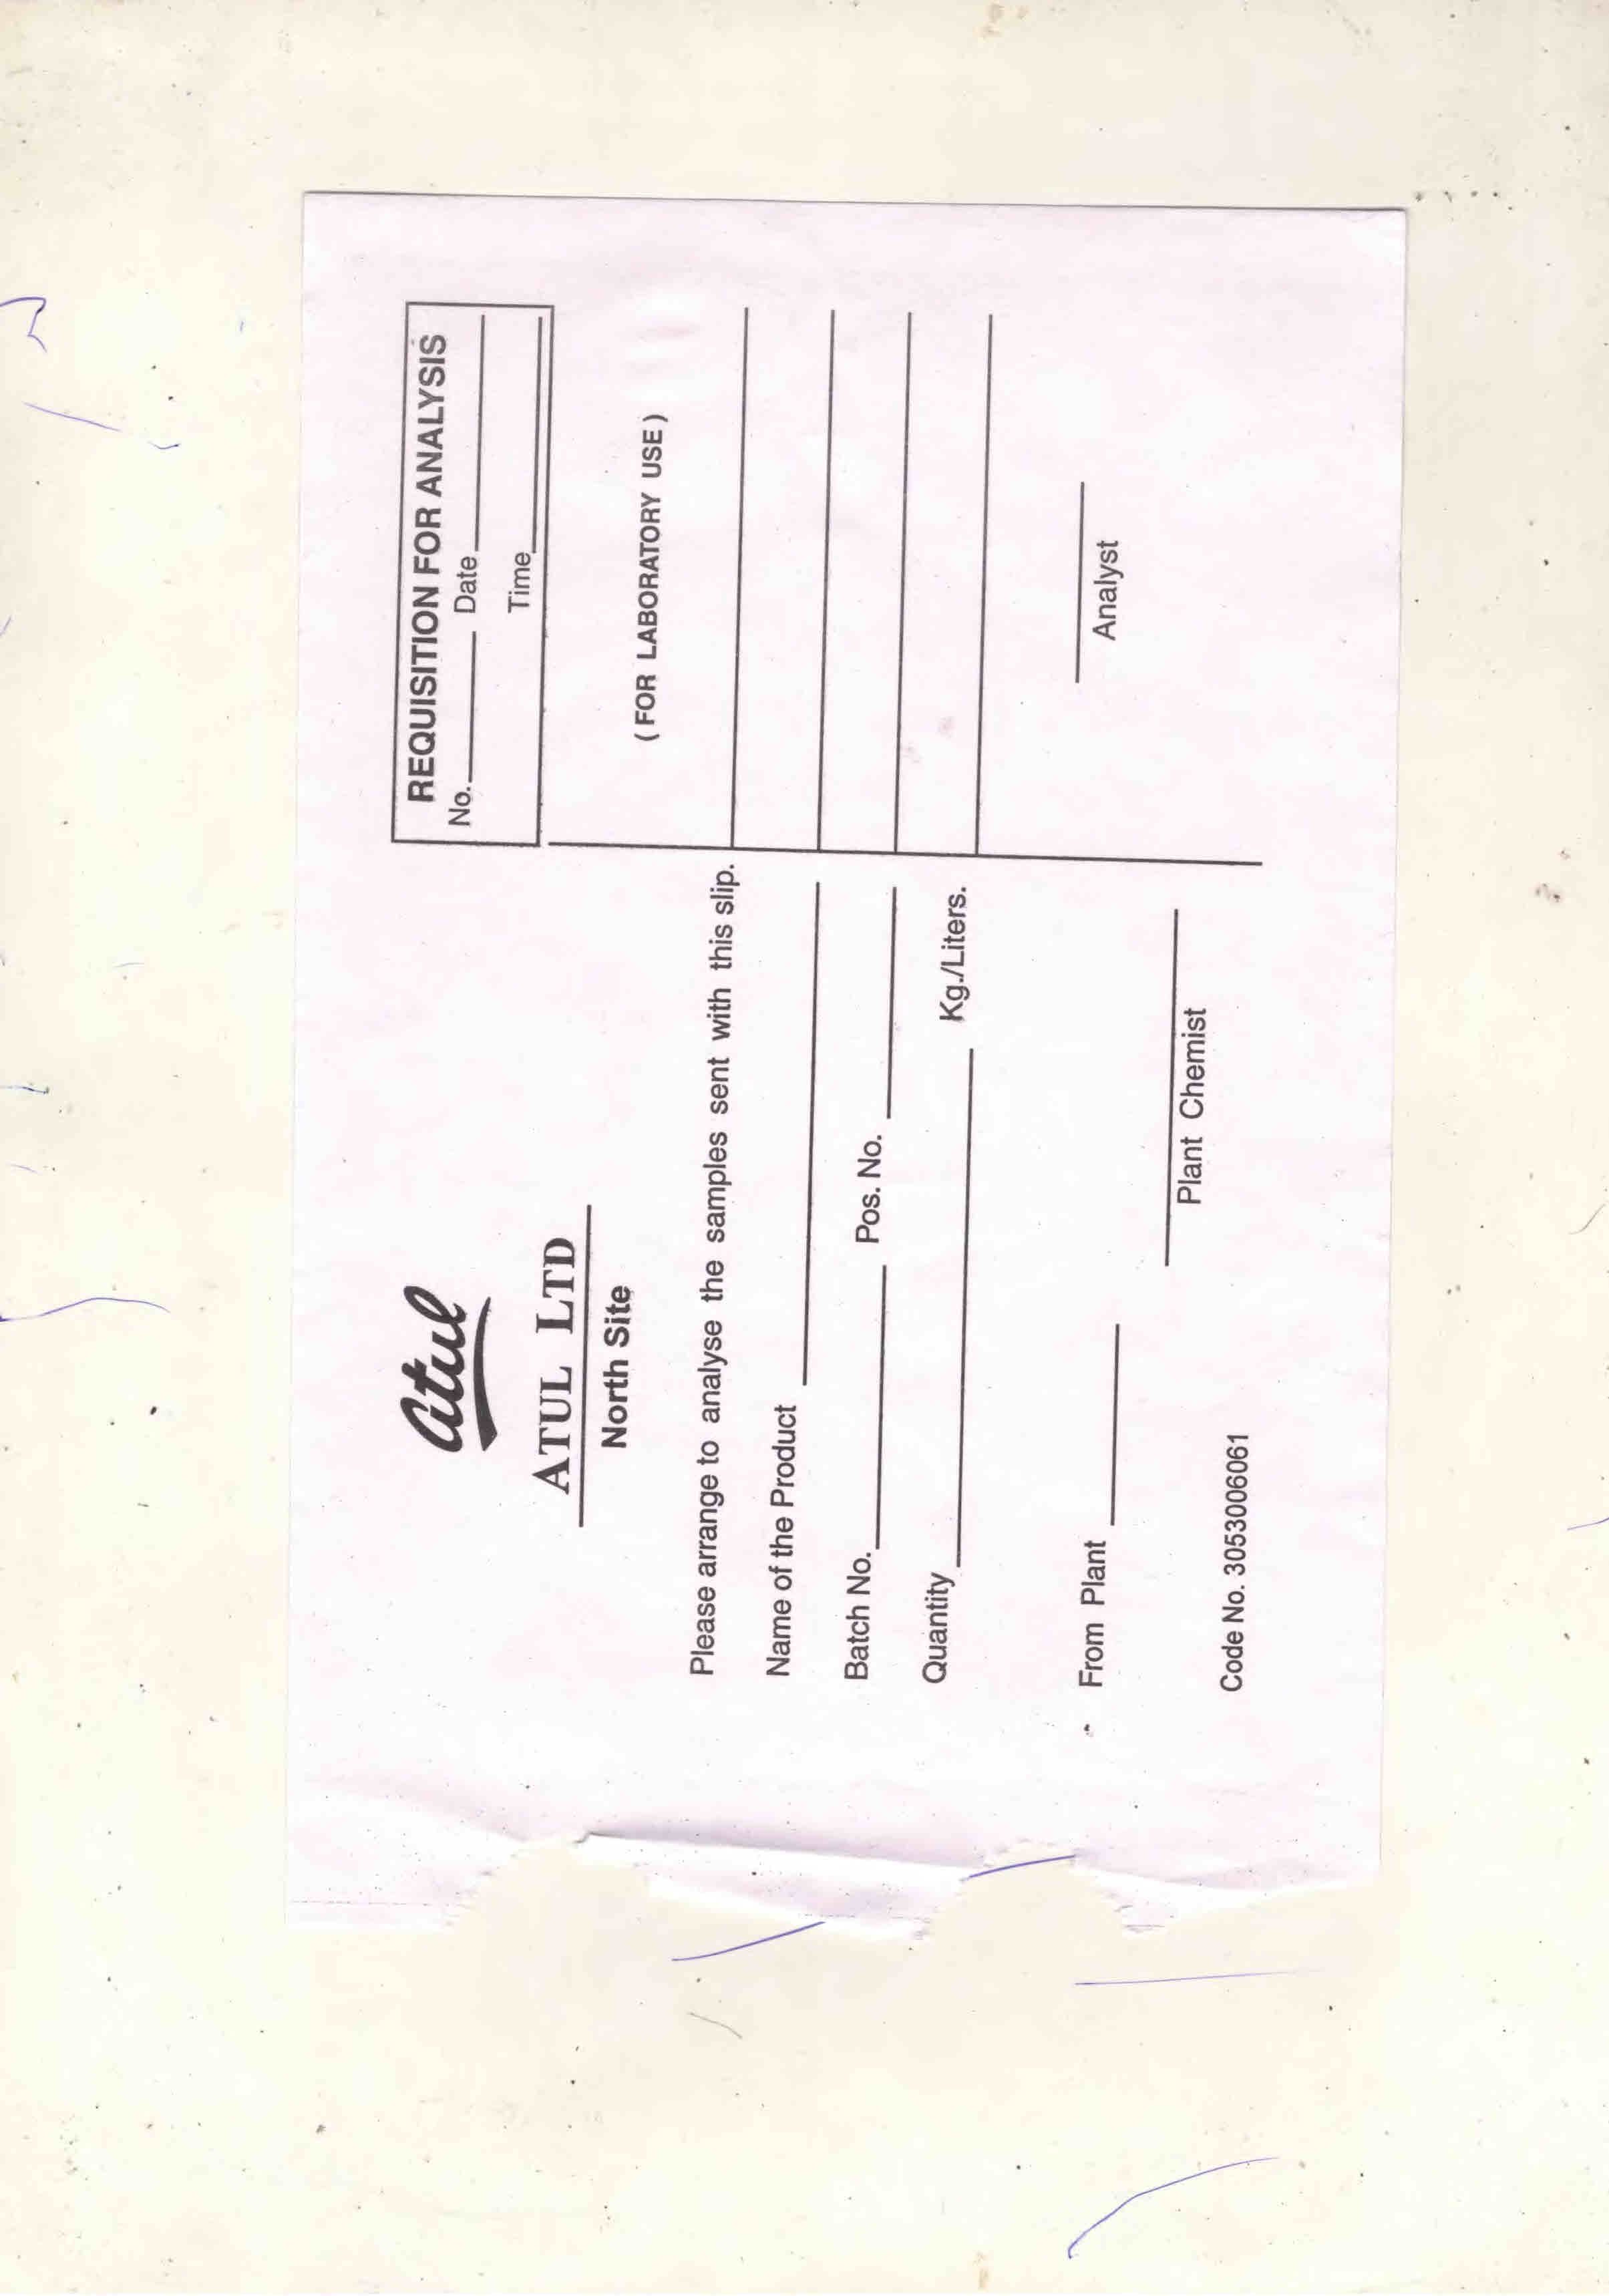 atul
ATUL LTD
North Site
REQUISITION FOR ANALYSIS
No. Date
Time
Please arrange to analyse the samples sent with this slip.
Name of the Product
Batch No. Pos. No.
Quantity Kg./Liters.
From Plant
Plant Chemist
Code No. 3053006061
( FOR LABORATORY USE )
Analyst